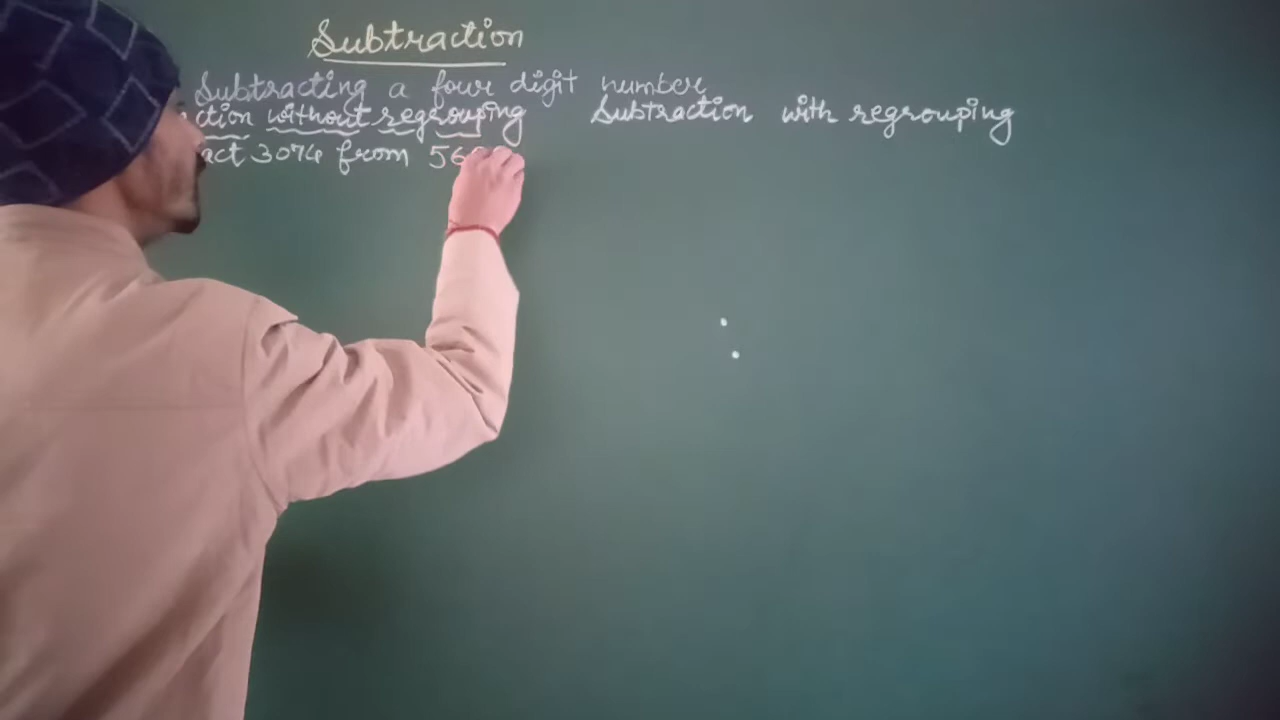 Subtraction
Subtracting a four digit number
ction without regrouping Subtraction with regrouping
act 3074 from 56